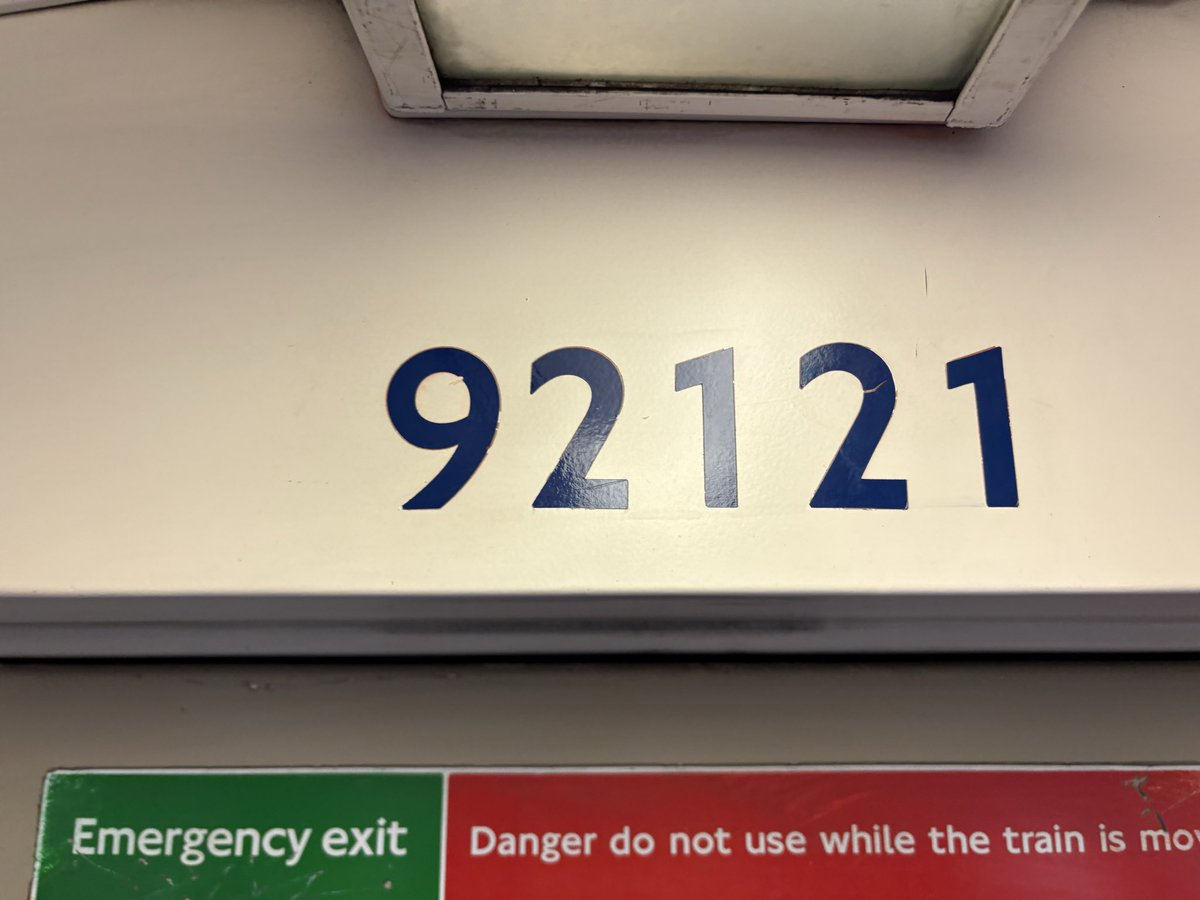 92121
Emergency exit
Danger do not use while the train is